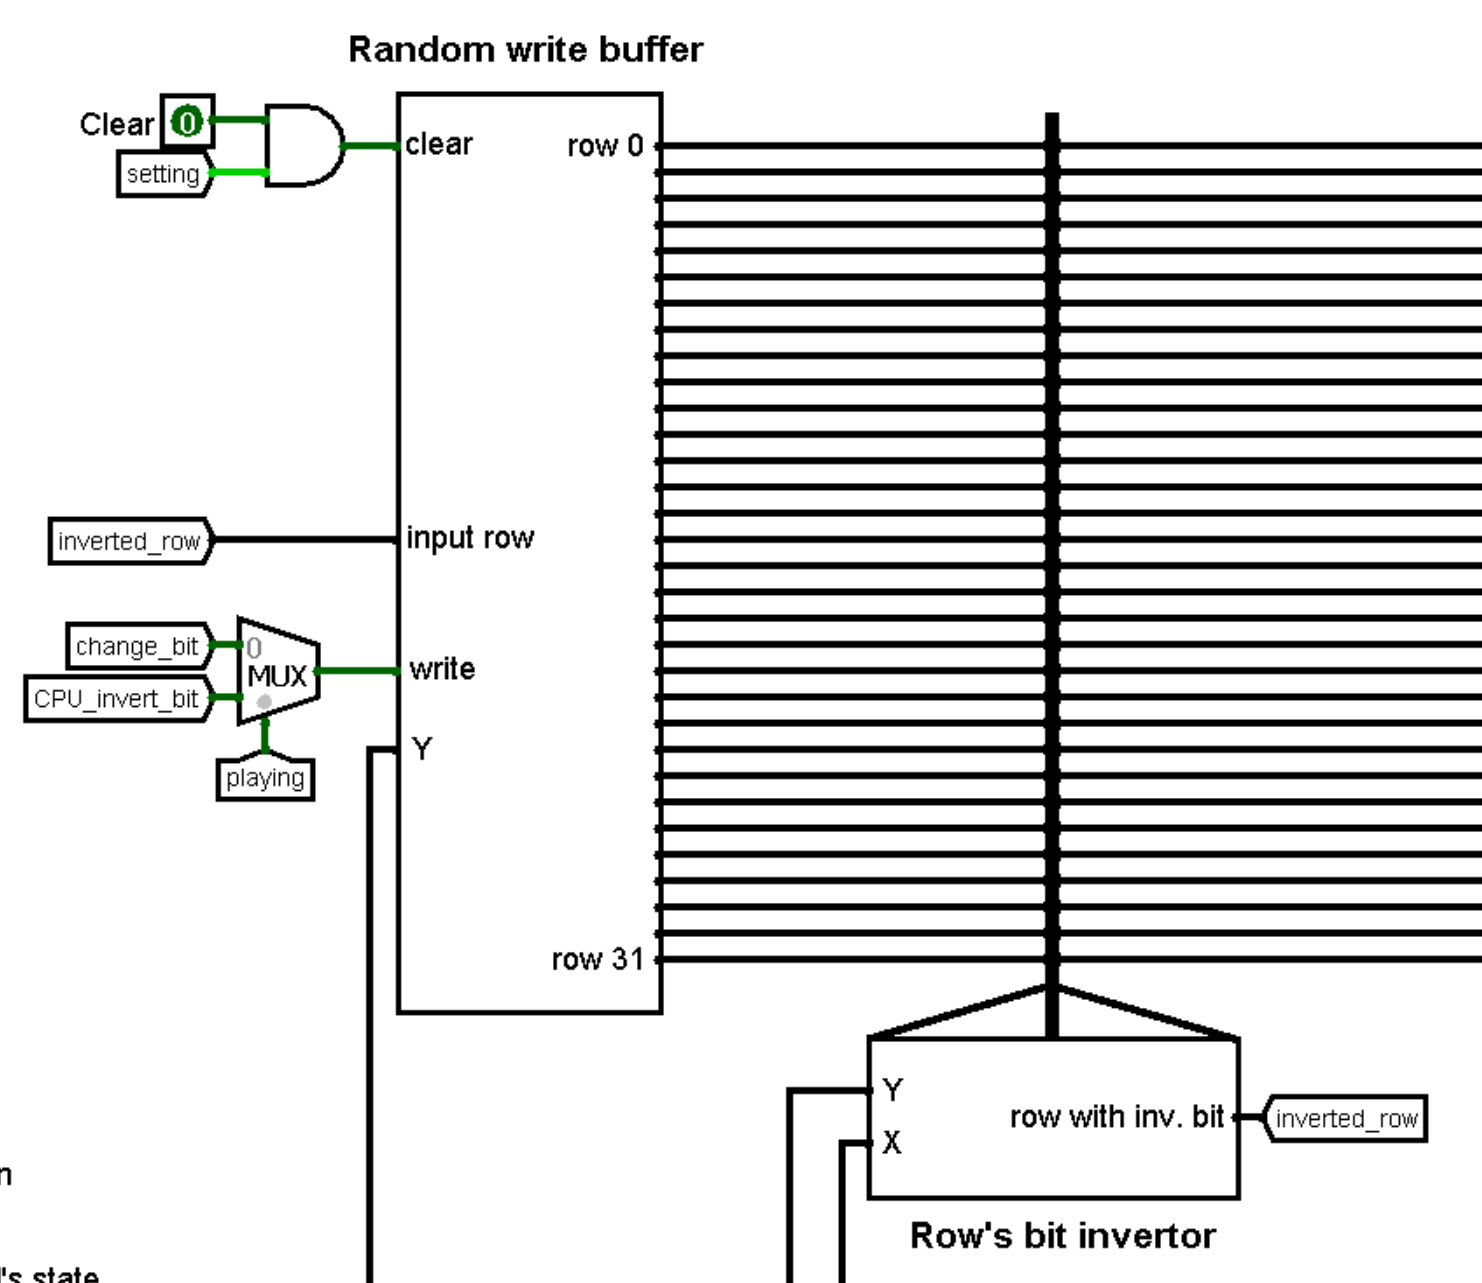 Random write buffer
Clear 0
clear
row 0
setting
inverted_row
input row
change_bit
0
MUX
write
CPU_invert_bit
Y
playing
row 31
Y
row with inv. bit
inverted_row
X
Row's bit invertor
's state